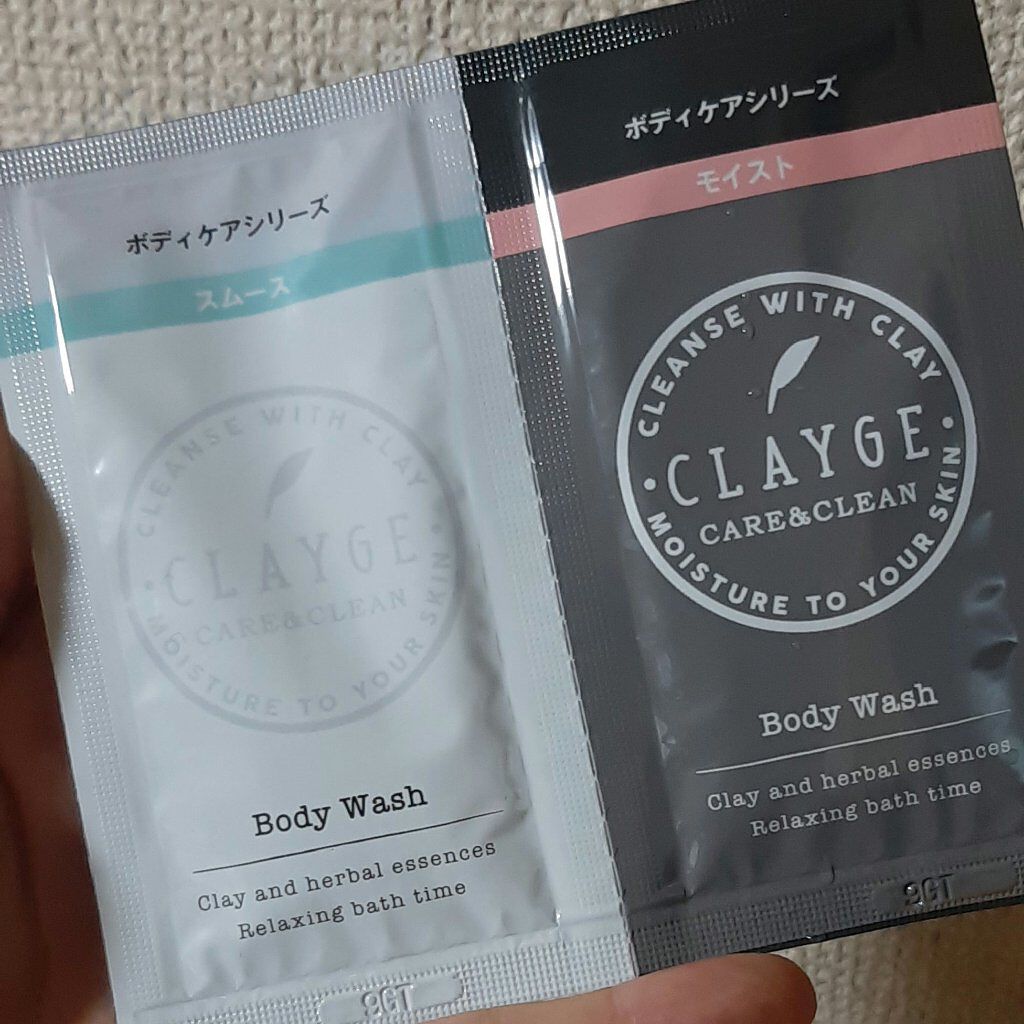 ボディケアシリーズ
スムース
CLEANSE WITH CLAY
CLAYGE
CARE&CLEAN
MOISTURE TO YOUR SKIN
Body Wash
Clay and herbal essences
Relaxing bath time
9GT
ボディケアシリーズ
モイスト
CLEANSE WITH CLAY
CLAYGE
CARE&CLEAN
MOISTURE TO YOUR SKIN
Body Wash
Clay and herbal essences
Relaxing bath time
9GT